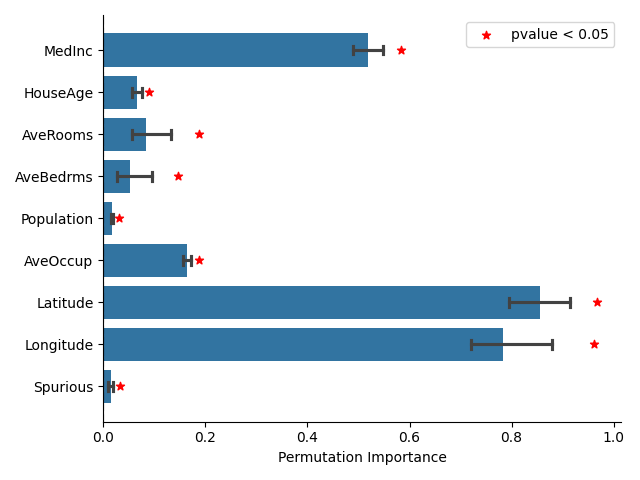 pvalue < 0.05
MedInc
HouseAge
AveRooms
AveBedrms
Population
AveOccup
Latitude
Longitude
Spurious
0.0 0.2 0.4 0.6 0.8 1.0
Permutation Importance